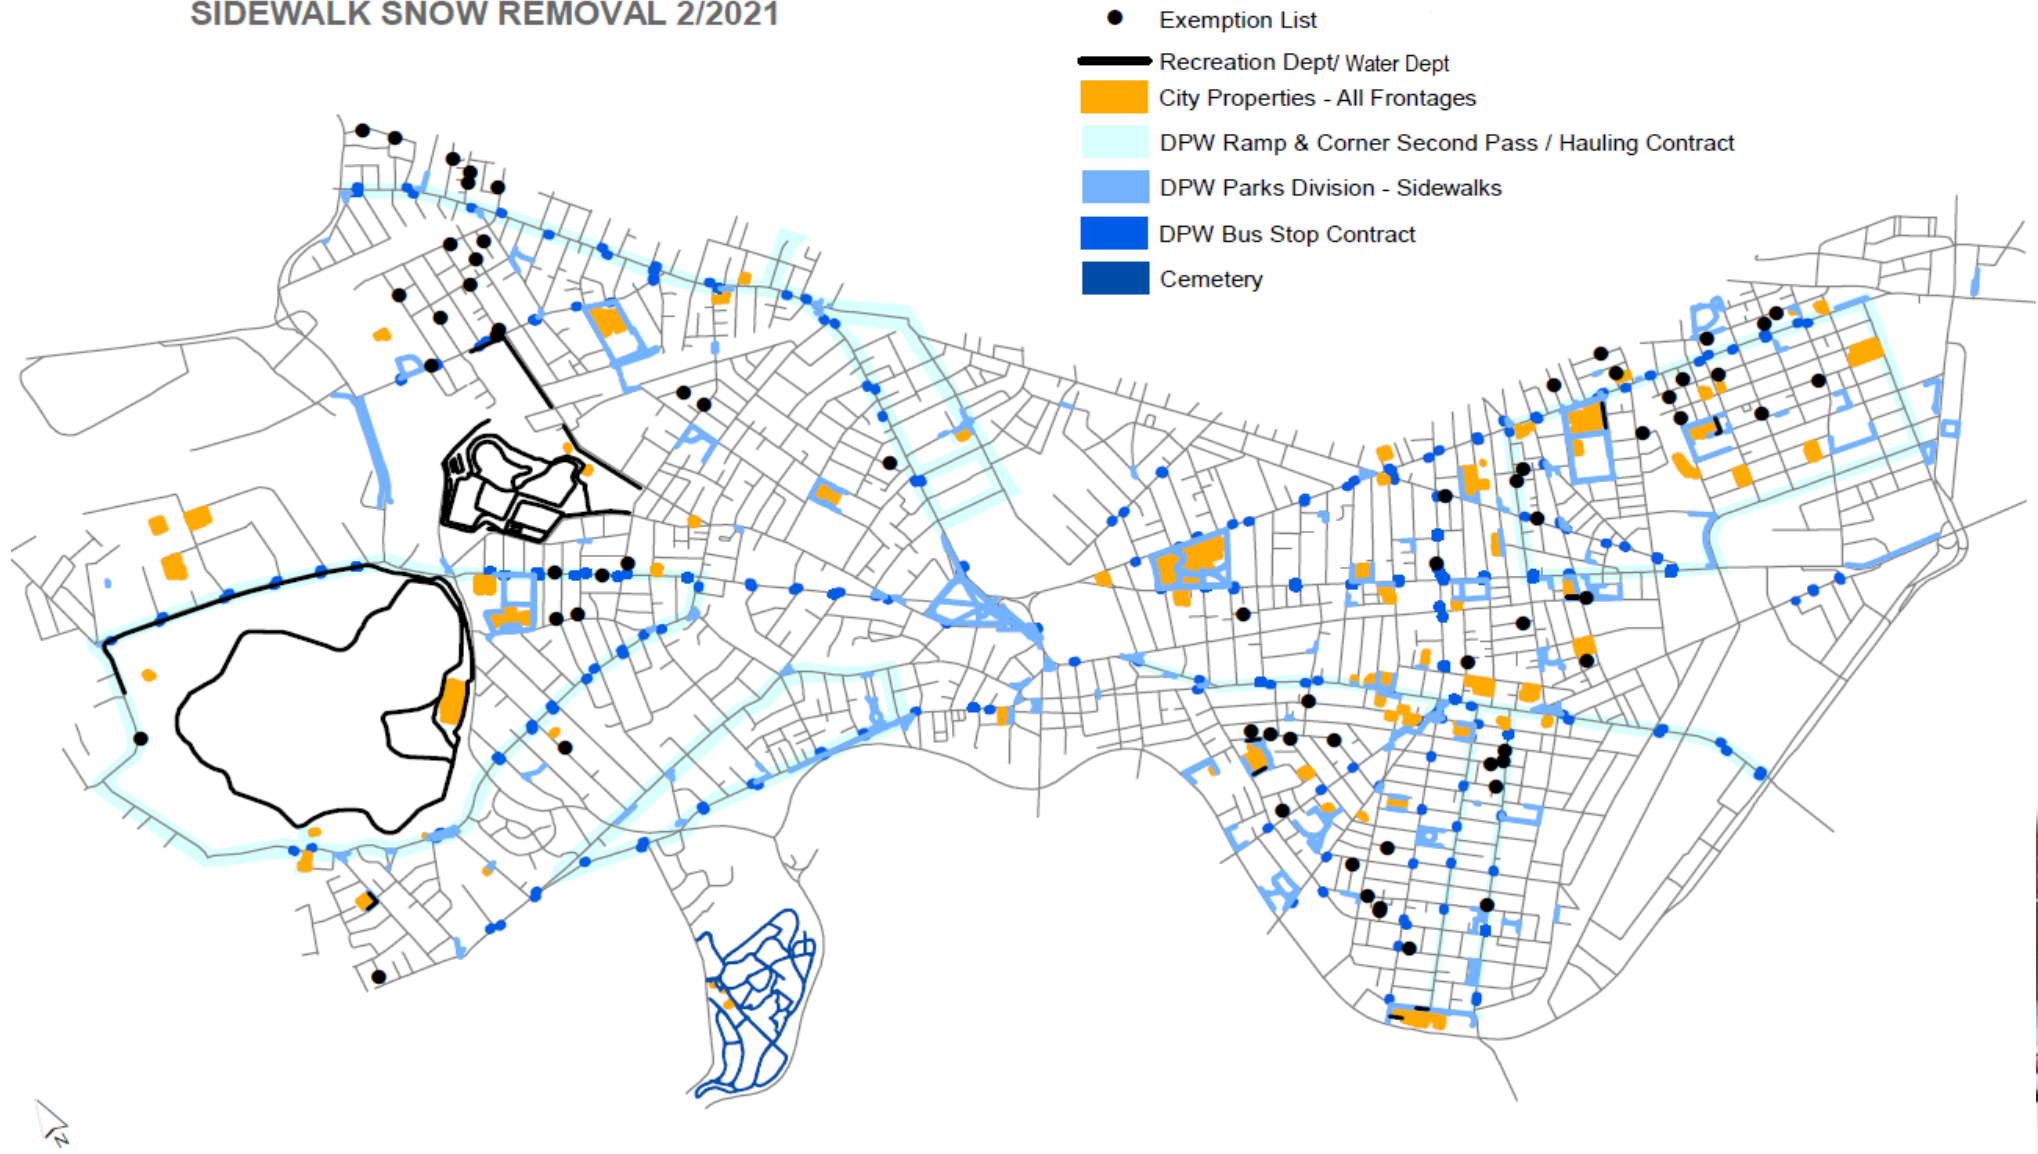 SIDEWALK SNOW REMOVAL 2/2021
Exemption List
Recreation Dept/ Water Dept
City Properties - All Frontages
DPW Ramp & Corner Second Pass / Hauling Contract
DPW Parks Division - Sidewalks
DPW Bus Stop Contract
Cemetery
N